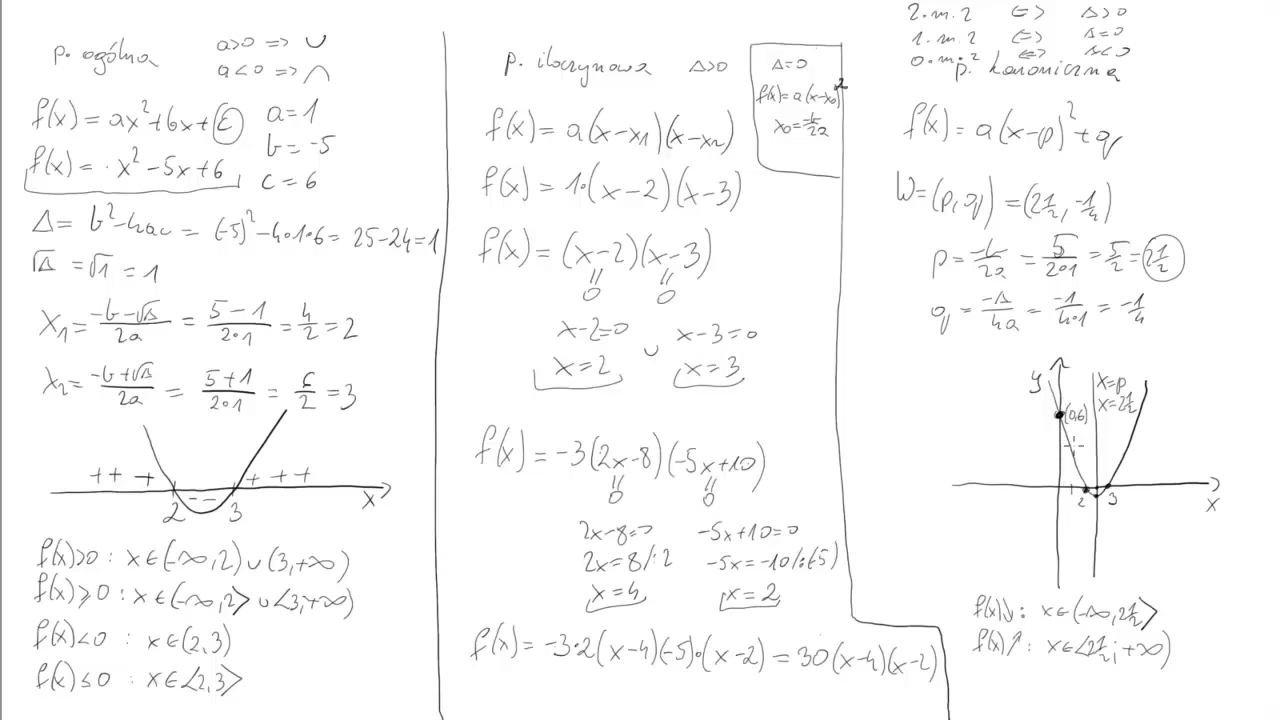 p. ogólna
a>0 => ∪
a<0 => ∩
f(x) = ax²+bx+c
a=1
b=-5
c=6
f(x) = x²-5x+6
Δ= b²-4ac = (-5)²-4·1·6 = 25-24=1
√Δ = √1 = 1
x₁= (-b-√Δ)/2a = (5-1)/2·1 = 4/2 = 2
x₂= (-b+√Δ)/2a = (5+1)/2·1 = 6/2 = 3
+ + + + + +
- -
2 3 x
f(x)>0 : x∈(-∞,2)∪(3,+∞)
f(x)⩾0 : x∈(-∞,2>∪<3,+∞)
f(x)<0 : x∈(2,3)
f(x)≤0 : x∈<2,3>
p. iloczynowa Δ>0
Δ=0
f(x)=a(x-x₀)²
x₀=-b/2a
f(x) = a(x-x₁)(x-x₂)
f(x) = 1·(x-2)(x-3)
f(x) = (x-2)(x-3)
= =
0 0
x-2=0 ∪ x-3=0
x=2 x=3
f(x) = -3(2x-8)(-5x+10)
= =
0 0
2x-8=0 -5x+10=0
2x=8/:2 -5x=-10/:(-5)
x=4 x=2
f(x) = -3·2(x-4)(-5)·(x-2) = 30(x-4)(x-2)
2.m.z <=> Δ>0
1.m.z <=> Δ=0
0.m.z <=> Δ<0
p. kanoniczna
f(x) = a(x-p)²+q
W=(p,q) = (2½,-¼)
p= -b/2a = 5/2·1 = 5/2 = 2½
q= -Δ/4a = -1/4·1 = -¼
y
x=p
x=2½
(0,6)
1
2 3
x
f(x)↓: x∈(-∞,2½>
f(x)↗: x∈<2½;+∞)